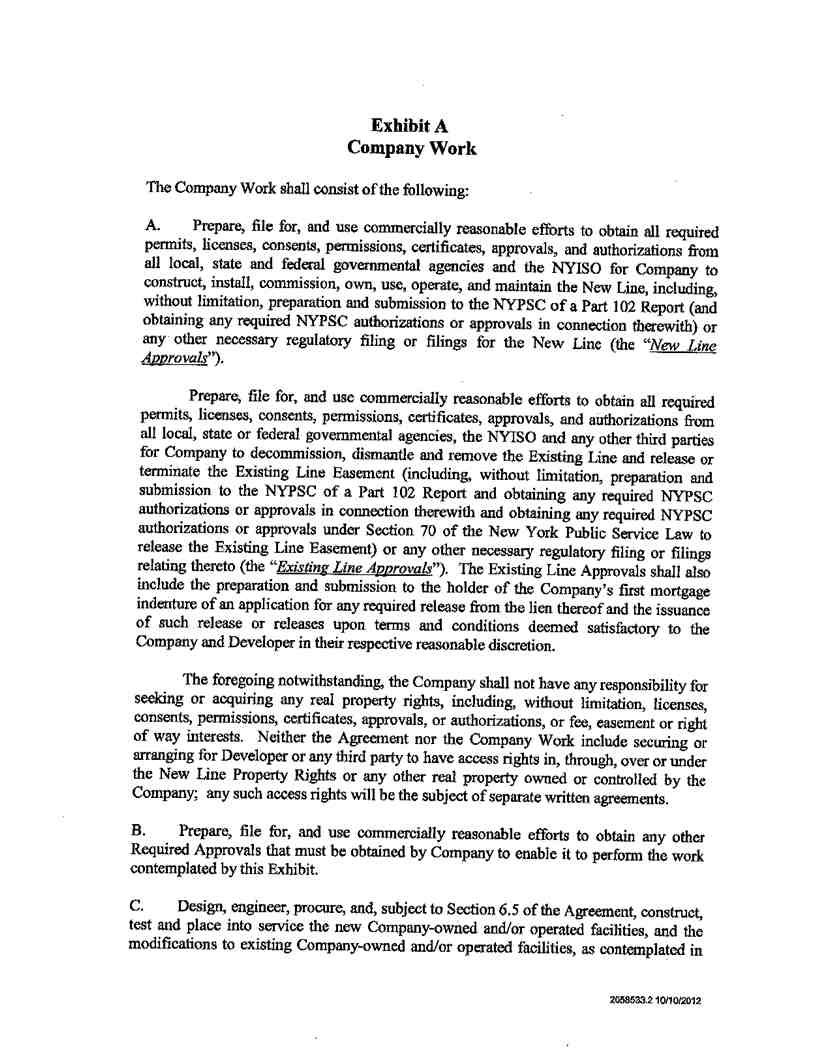 Exhibit A
Company Work
The Company Work shall consist of the following:
A. Prepare, file for, and use commercially reasonable efforts to obtain all required
permits, licenses, consents, permissions, certificates, approvals, and authorizations from
all local, state and federal governmental agencies and the NYISO for Company to
construct, install, commission, own, use, operate, and maintain the New Line, including,
without limitation, preparation and submission to the NYPSC of a Part 102 Report (and
obtaining any required NYPSC authorizations or approvals in connection therewith) or
any other necessary regulatory filing or filings for the New Line (the “New Line
Approvals”).
Prepare, file for, and use commercially reasonable efforts to obtain all required
permits, licenses, consents, permissions, certificates, approvals, and authorizations from
all local, state or federal governmental agencies, the NYISO and any other third parties
for Company to decommission, dismantle and remove the Existing Line and release or
terminate the Existing Line Easement (including, without limitation, preparation and
submission to the NYPSC of a Part 102 Report and obtaining any required NYPSC
authorizations or approvals in connection therewith and obtaining any required NYPSC
authorizations or approvals under Section 70 of the New York Public Service Law to
release the Existing Line Easement) or any other necessary regulatory filing or filings
relating thereto (the “Existing Line Approvals”). The Existing Line Approvals shall also
include the preparation and submission to the holder of the Company’s first mortgage
indenture of an application for any required release from the lien thereof and the issuance
of such release or releases upon terms and conditions deemed satisfactory to the
Company and Developer in their respective reasonable discretion.
The foregoing notwithstanding, the Company shall not have any responsibility for
seeking or acquiring any real property rights, including, without limitation, licenses,
consents, permissions, certificates, approvals, or authorizations, or fee, easement or right
of way interests. Neither the Agreement nor the Company Work include securing or
arranging for Developer or any third party to have access rights in, through, over or under
the New Line Property Rights or any other real property owned or controlled by the
Company; any such access rights will be the subject of separate written agreements.
B. Prepare, file for, and use commercially reasonable efforts to obtain any other
Required Approvals that must be obtained by Company to enable it to perform the work
contemplated by this Exhibit.
C. Design, engineer, procure, and, subject to Section 6.5 of the Agreement, construct,
test and place into service the new Company-owned and/or operated facilities, and the
modifications to existing Company-owned and/or operated facilities, as contemplated in
2058533.2 10/10/2012